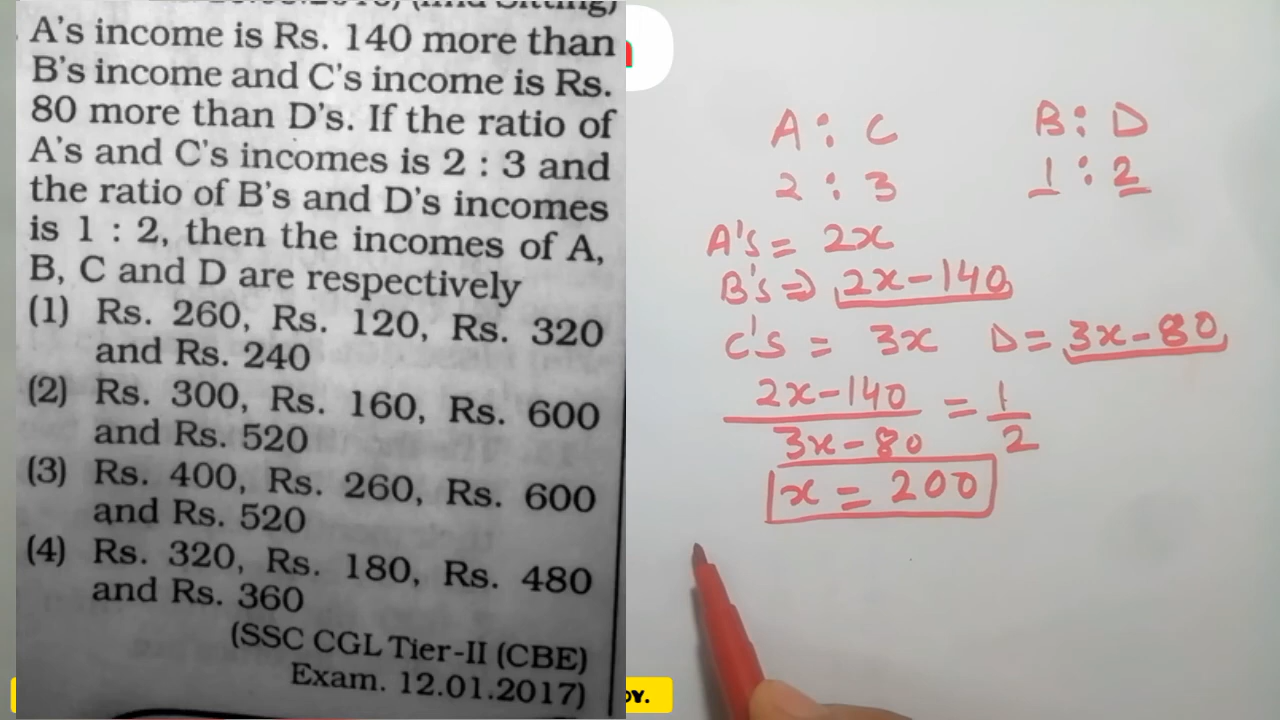 A's income is Rs. 140 more than
B's income and C's income is Rs.
80 more than D's. If the ratio of
A's and C's incomes is 2 : 3 and
the ratio of B's and D's incomes
is 1 : 2, then the incomes of A,
B, C and D are respectively
(1) Rs. 260, Rs. 120, Rs. 320
and Rs. 240
(2) Rs. 300, Rs. 160, Rs. 600
and Rs. 520
(3) Rs. 400, Rs. 260, Rs. 600
and Rs. 520
(4) Rs. 320, Rs. 180, Rs. 480
and Rs. 360
(SSC CGL Tier-II (CBE)
Exam. 12.01.2017)
A : C
2 : 3
B : D
1 : 2
A's = 2x
B's ⇒ 2x-140
C's = 3x D = 3x-80
2x-140 = 1
3x-80 2
x = 200